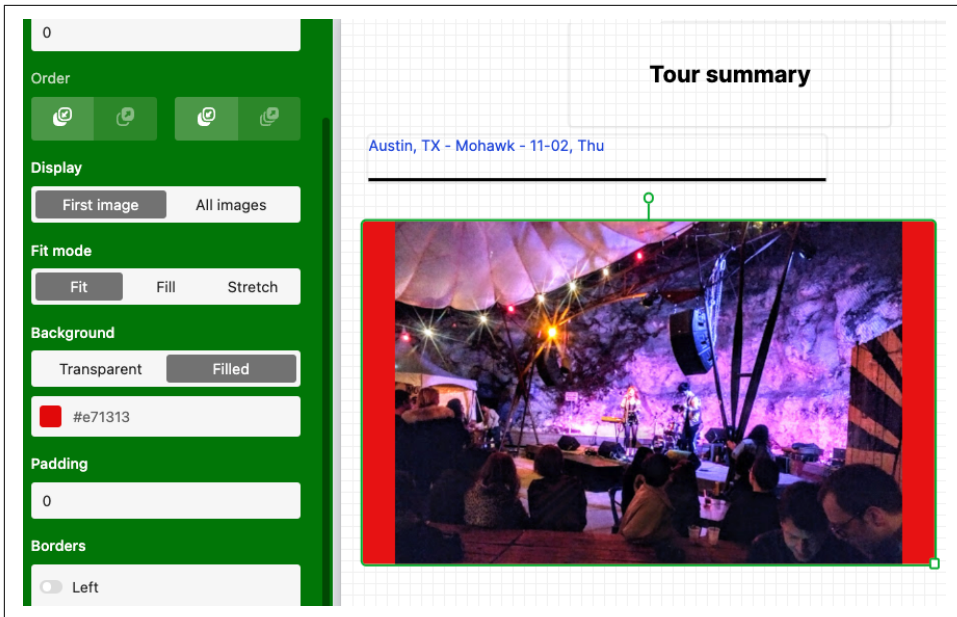 0
Order
Display
First image All images
Fit mode
Fit Fill Stretch
Background
Transparent Filled
#e71313
Padding
0
Borders
Left
Tour summary
Austin, TX - Mohawk - 11-02, Thu